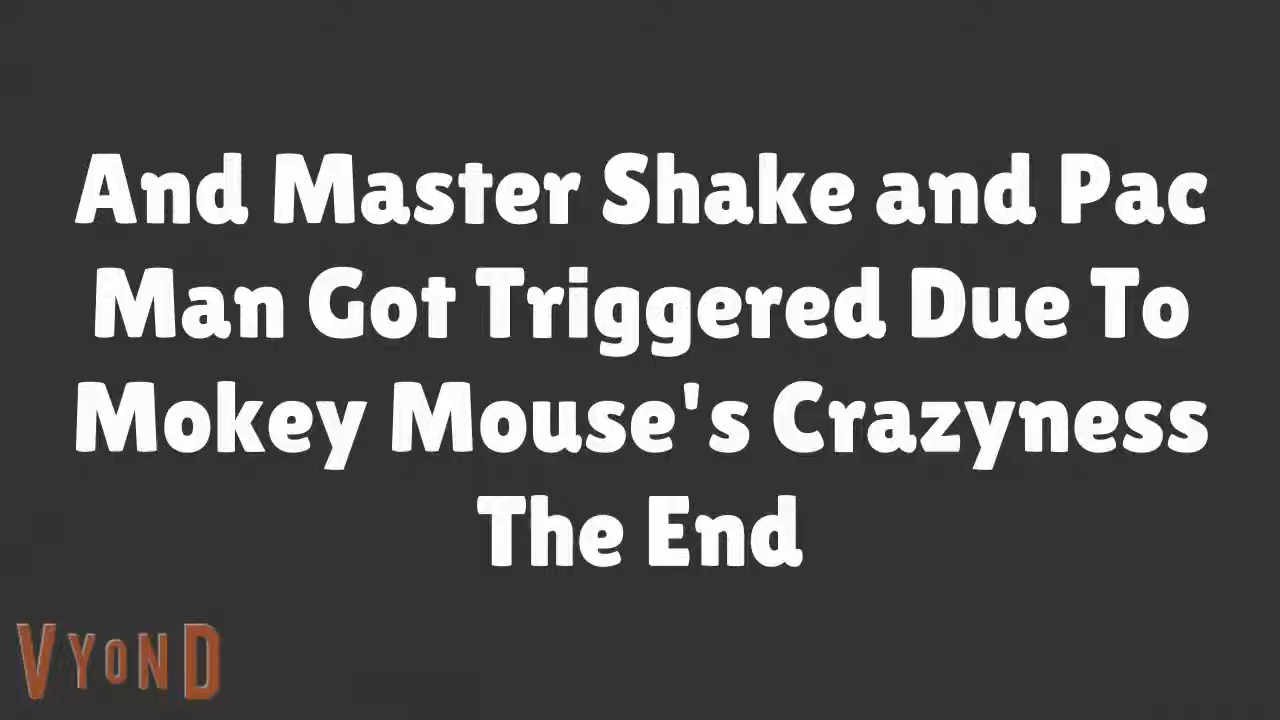 And Master Shake and Pac
Man Got Triggered Due To
Mokey Mouse's Crazyness
The End
VYOND